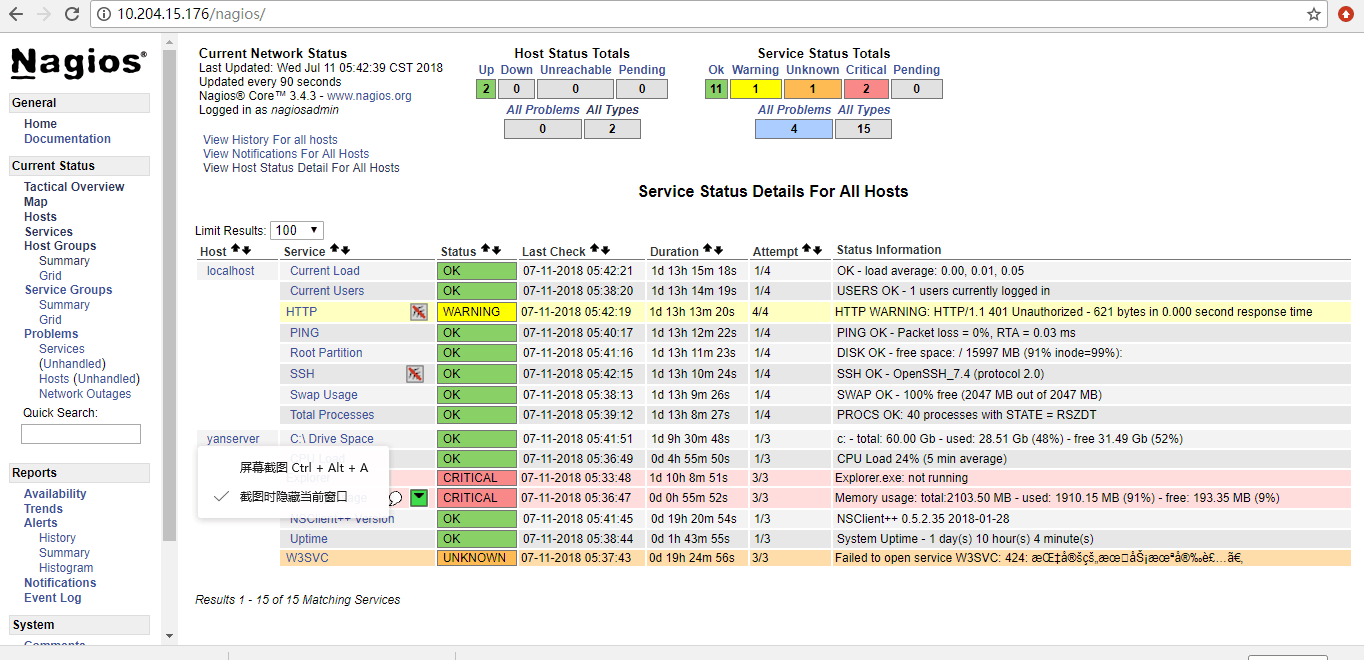 10.204.15.176/nagios/
Nagios®
General
Home
Documentation
Current Status
Tactical Overview
Map
Hosts
Services
Host Groups
Summary
Grid
Service Groups
Summary
Grid
Problems
Services
(Unhandled)
Hosts (Unhandled)
Network Outages
Quick Search:
Reports
Availability
Trends
Alerts
History
Summary
Histogram
Notifications
Event Log
System
Comments
Current Network Status
Last Updated: Wed Jul 11 05:42:39 CST 2018
Updated every 90 seconds
Nagios® Core™ 3.4.3 - www.nagios.org
Logged in as nagiosadmin
View History For all hosts
View Notifications For All Hosts
View Host Status Detail For All Hosts
Host Status Totals
Up Down Unreachable Pending
2 0 0 0
All Problems All Types
0 2
Service Status Totals
Ok Warning Unknown Critical Pending
11 1 1 2 0
All Problems All Types
4 15
Service Status Details For All Hosts
Limit Results: 100
Host Service Status Last Check Duration Attempt Status Information
localhost Current Load OK 07-11-2018 05:42:21 1d 13h 15m 18s 1/4 OK - load average: 0.00, 0.01, 0.05
Current Users OK 07-11-2018 05:38:20 1d 13h 14m 19s 1/4 USERS OK - 1 users currently logged in
HTTP WARNING 07-11-2018 05:42:19 1d 13h 13m 20s 4/4 HTTP WARNING: HTTP/1.1 401 Unauthorized - 621 bytes in 0.000 second response time
PING OK 07-11-2018 05:40:17 1d 13h 12m 22s 1/4 PING OK - Packet loss = 0%, RTA = 0.03 ms
Root Partition OK 07-11-2018 05:41:16 1d 13h 11m 23s 1/4 DISK OK - free space: / 15997 MB (91% inode=99%):
SSH OK 07-11-2018 05:42:15 1d 13h 10m 24s 1/4 SSH OK - OpenSSH_7.4 (protocol 2.0)
Swap Usage OK 07-11-2018 05:38:13 1d 13h 9m 26s 1/4 SWAP OK - 100% free (2047 MB out of 2047 MB)
Total Processes OK 07-11-2018 05:39:12 1d 13h 8m 27s 1/4 PROCS OK: 40 processes with STATE = RSZDT
yanserver C:\ Drive Space OK 07-11-2018 05:41:51 1d 9h 30m 48s 1/3 c: - total: 60.00 Gb - used: 28.51 Gb (48%) - free 31.49 Gb (52%)
OK 07-11-2018 05:36:49 0d 4h 55m 50s 1/3 CPU Load 24% (5 min average)
屏幕截图 Ctrl + Alt + A
CRITICAL 07-11-2018 05:33:48 1d 10h 8m 51s 3/3 Explorer.exe: not running
截图时隐藏当前窗口
CRITICAL 07-11-2018 05:36:47 0d 0h 55m 52s 3/3 Memory usage: total:2103.50 MB - used: 1910.15 MB (91%) - free: 193.35 MB (9%)
NSClient++ Version OK 07-11-2018 05:41:45 0d 19h 20m 54s 1/3 NSClient++ 0.5.2.35 2018-01-28
Uptime OK 07-11-2018 05:38:44 0d 1h 43m 55s 1/3 System Uptime - 1 day(s) 10 hour(s) 4 minute(s)
W3SVC UNKNOWN 07-11-2018 05:37:43 0d 19h 24m 56s 3/3 Failed to open service W3SVC: 424:
Results 1 - 15 of 15 Matching Services